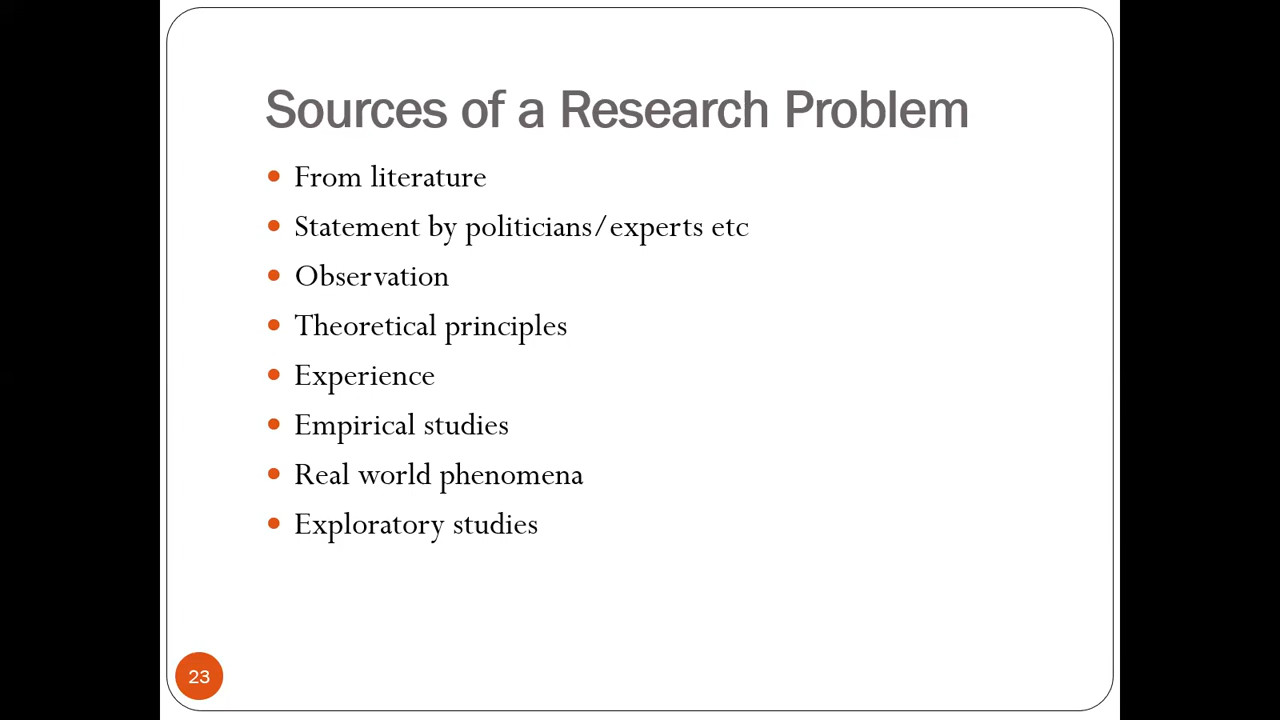 Sources of a Research Problem
From literature
Statement by politicians/experts etc
Observation
Theoretical principles
Experience
Empirical studies
Real world phenomena
Exploratory studies
23